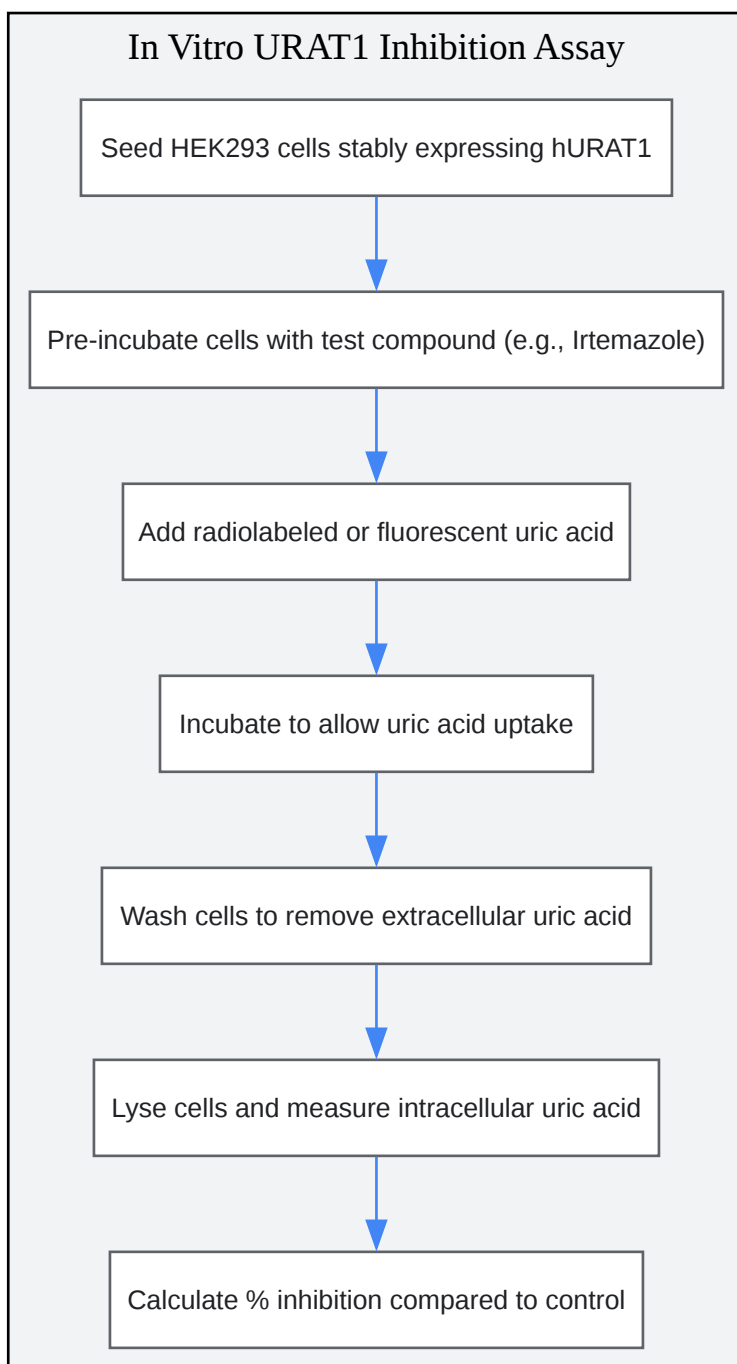 In Vitro URAT1 Inhibition Assay
Seed HEK293 cells stably expressing hURAT1
Pre-incubate cells with test compound (e.g., Irtemazole)
Add radiolabeled or fluorescent uric acid
Incubate to allow uric acid uptake
Wash cells to remove extracellular uric acid
Lyse cells and measure intracellular uric acid
Calculate % inhibition compared to control